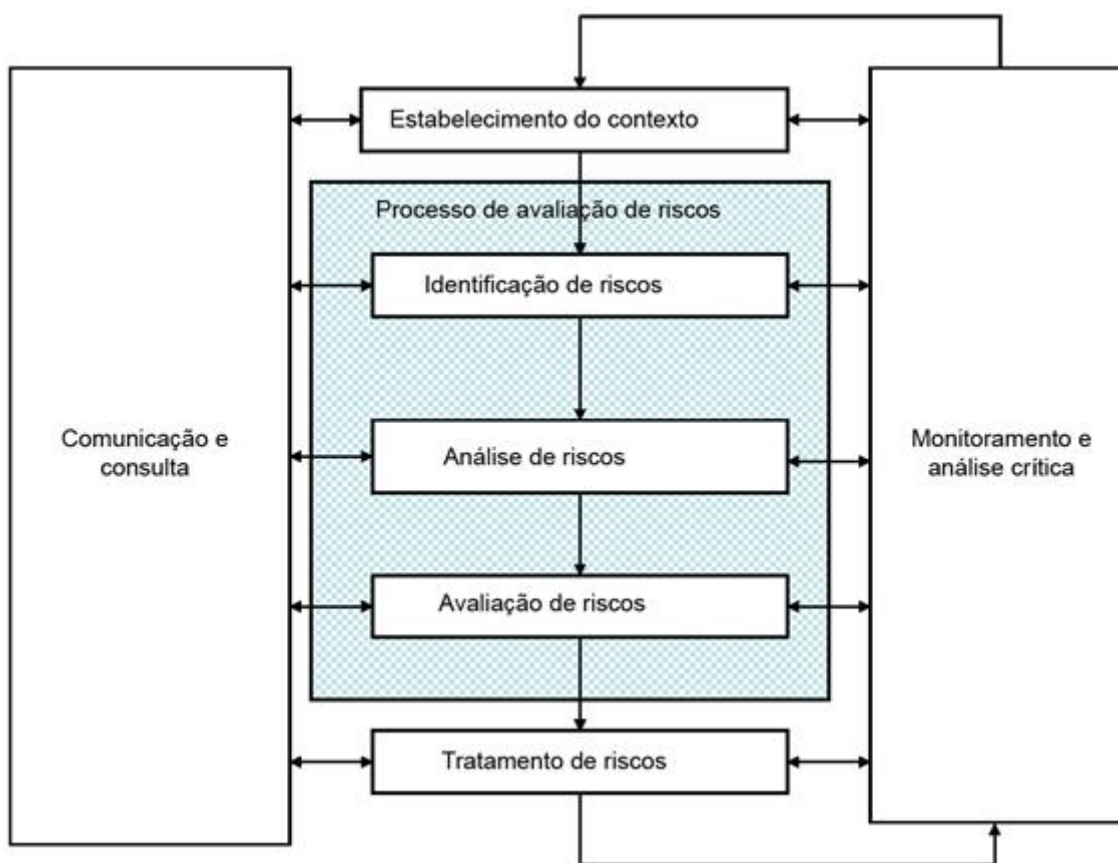 Estabelecimento do contexto
Processo de avaliação de riscos
Identificação de riscos
Comunicação e
consulta
Análise de riscos
Monitoramento e
análise crítica
Avaliação de riscos
Tratamento de riscos